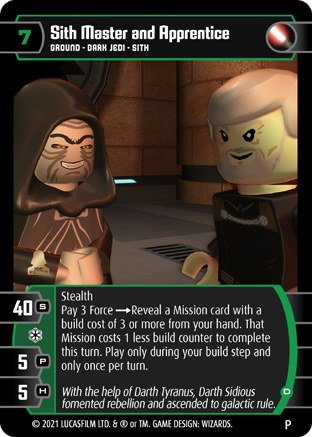 7
Sith Master and Apprentice
GROUND - DARK JEDI - SITH
40 S
5 P
5 H
Stealth
Pay 3 Force → Reveal a Mission card with a
build cost of 3 or more from your hand. That
Mission costs 1 less build counter to complete
this turn. Play only during your build step and
only once per turn.
With the help of Darth Tyranus, Darth Sidious
fomented rebellion and ascended to galactic rule.
D
© 2021 LUCASFILM LTD. & ® or TM. GAME DESIGN: WIZARDS.
P